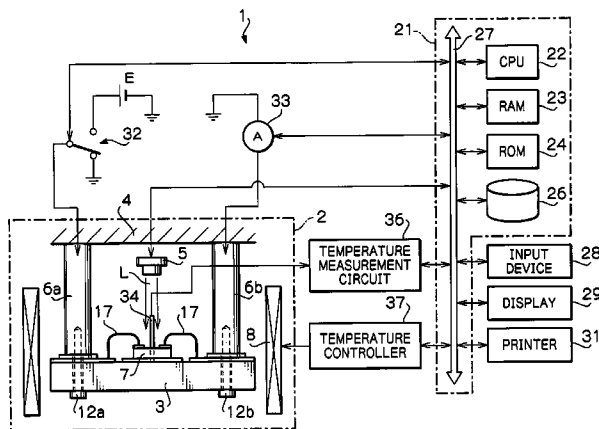 1
21
27
CPU
22
E
33
RAM
23
A
32
ROM
24
26
4
2
36
5
TEMPERATURE
MEASUREMENT
CIRCUIT
INPUT
DEVICE
28
6a
L
6b
34
37
DISPLAY
29
17
17
8
TEMPERATURE
CONTROLLER
PRINTER
31
7
3
12a
12b